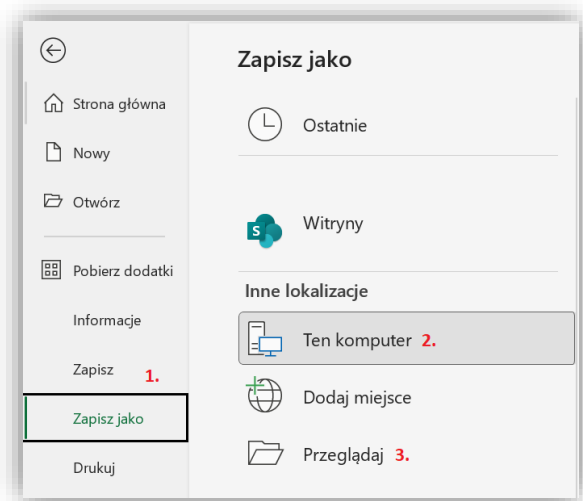 Strona główna
Nowy
Otwórz
Pobierz dodatki
Informacje
Zapisz
1.
Zapisz jako
Drukuj
Zapisz jako
Ostatnie
S
Witryny
Inne lokalizacje
Ten komputer 2.
Dodaj miejsce
Przeglądaj 3.